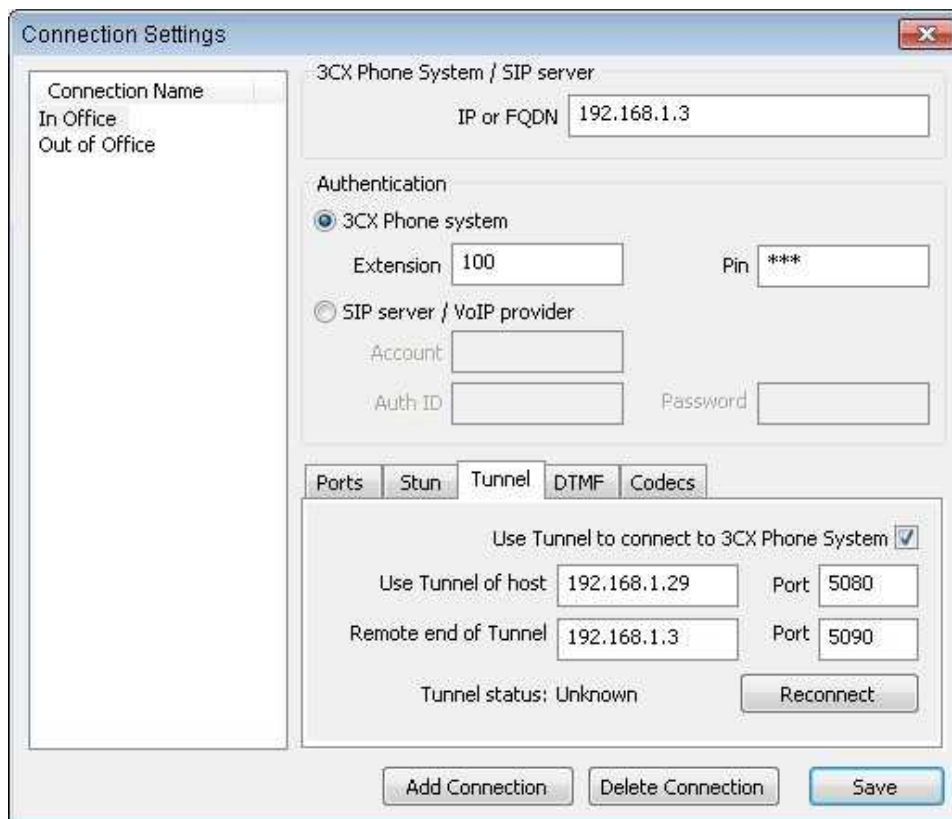 Connection Settings
Connection Name
In Office
Out of Office
3CX Phone System / SIP server
IP or FQDN 192.168.1.3
Authentication
3CX Phone system
Extension 100 Pin ***
SIP server / VoIP provider
Account
Auth ID Password
Ports Stun Tunnel DTMF Codecs
Use Tunnel to connect to 3CX Phone System
Use Tunnel of host 192.168.1.29 Port 5080
Remote end of Tunnel 192.168.1.3 Port 5090
Tunnel status: Unknown Reconnect
Add Connection Delete Connection Save